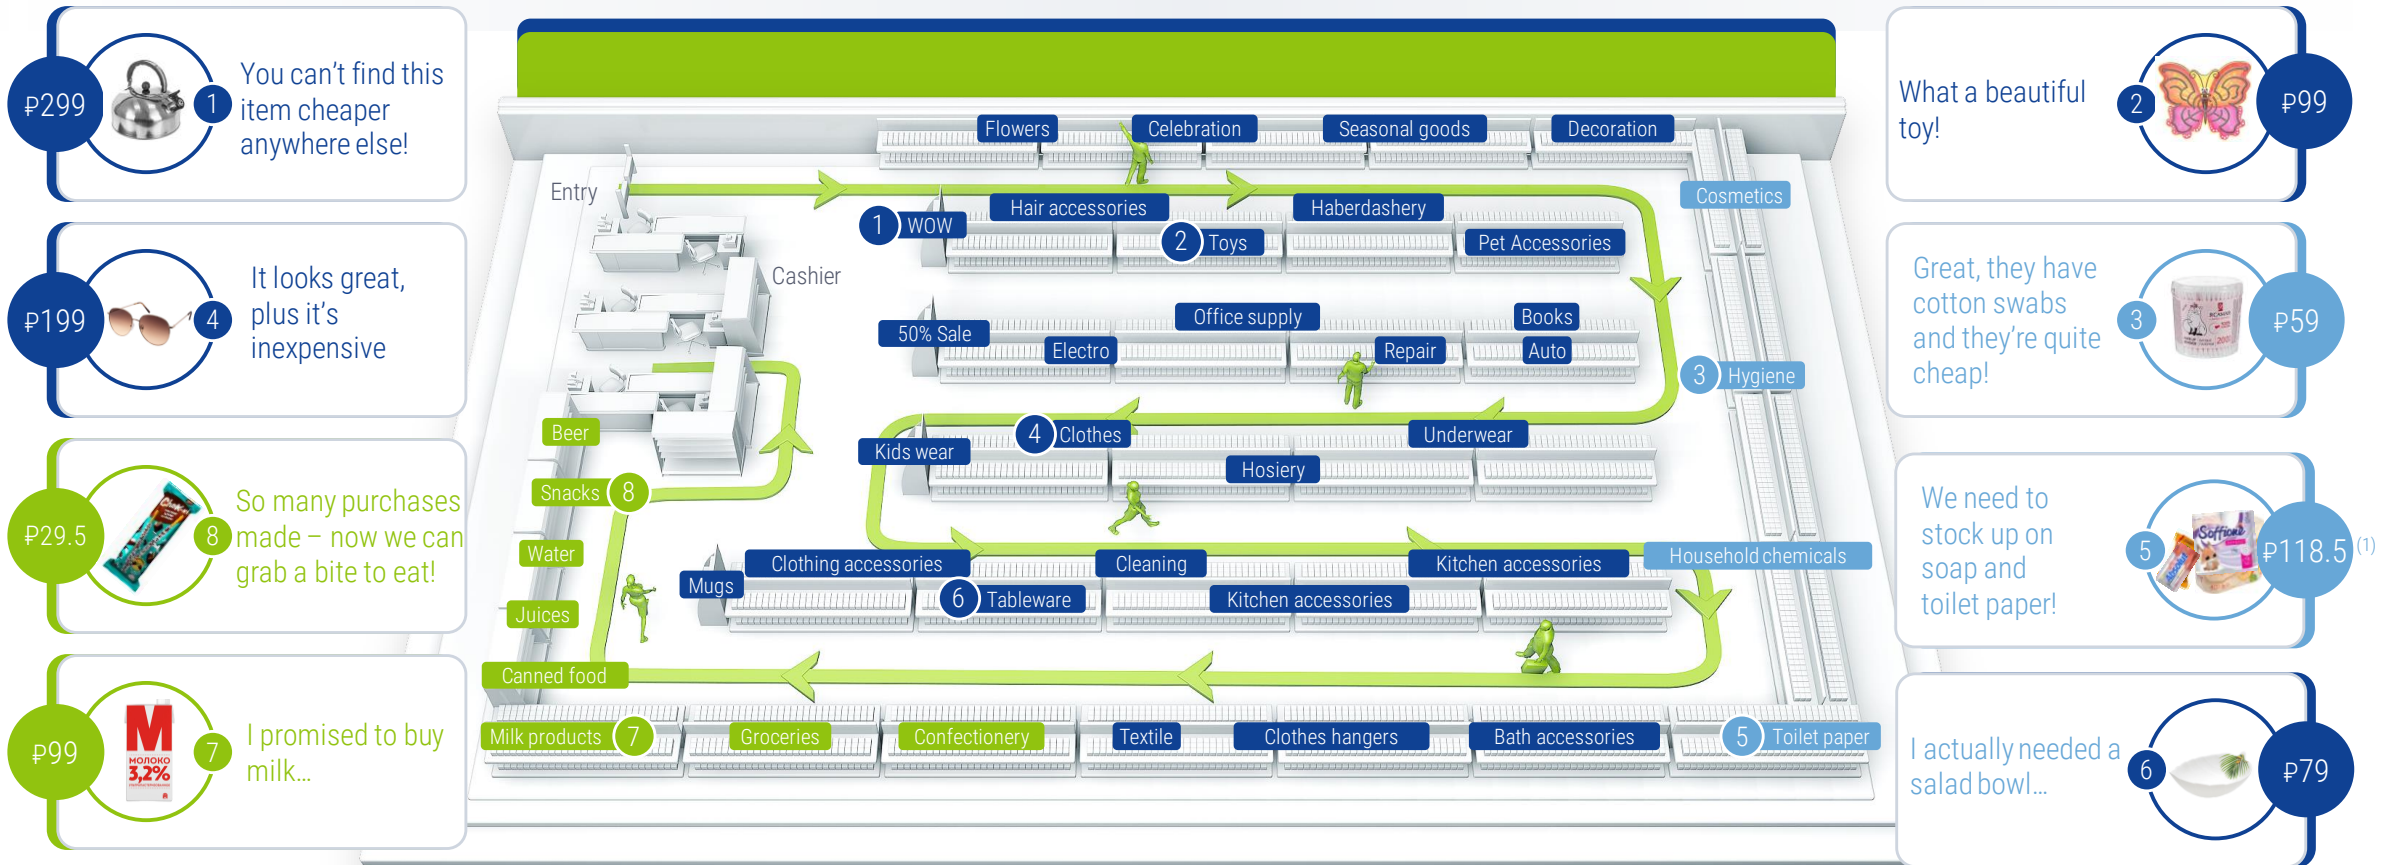 ₽299
1
You can’t find this
item cheaper
anywhere else!
₽199
4
It looks great,
plus it’s
inexpensive
₽29.5
8
So many purchases
made – now we can
grab a bite to eat!
₽99
М
МОЛОКО
3,2%
7
I promised to buy
milk...
Entry
Cashier
Flowers
Celebration
Seasonal goods
Decoration
Cosmetics
1 WOW
Hair accessories
2 Toys
Haberdashery
Pet Accessories
50% Sale
Electro
Office supply
Repair
Books
Auto
3 Hygiene
Beer
Snacks 8
Water
Juices
Canned food
Kids wear
4 Clothes
Hosiery
Underwear
Mugs
Clothing accessories
6 Tableware
Cleaning
Kitchen accessories
Kitchen accessories
Household chemicals
Milk products 7
Groceries
Confectionery
Textile
Clothes hangers
Bath accessories
5 Toilet paper
What a beautiful
toy!
2
₽99
Great, they have
cotton swabs
and they’re quite
cheap!
3
₽59
We need to
stock up on
soap and
toilet paper!
5
Soffione
₽118.5 (1)
I actually needed a
salad bowl...
6
₽79